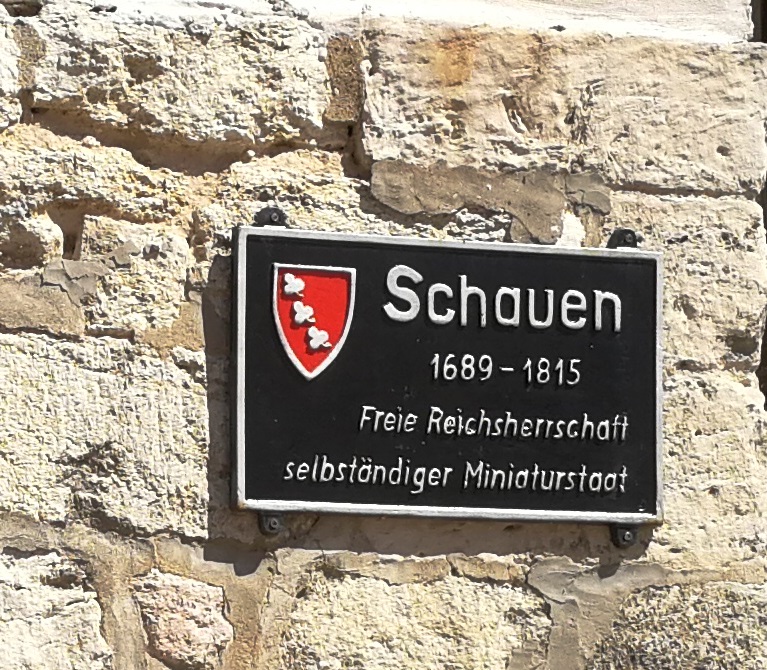 Schauen
1689 - 1815
Freie Reichsherrschaft
selbständiger Miniaturstaat